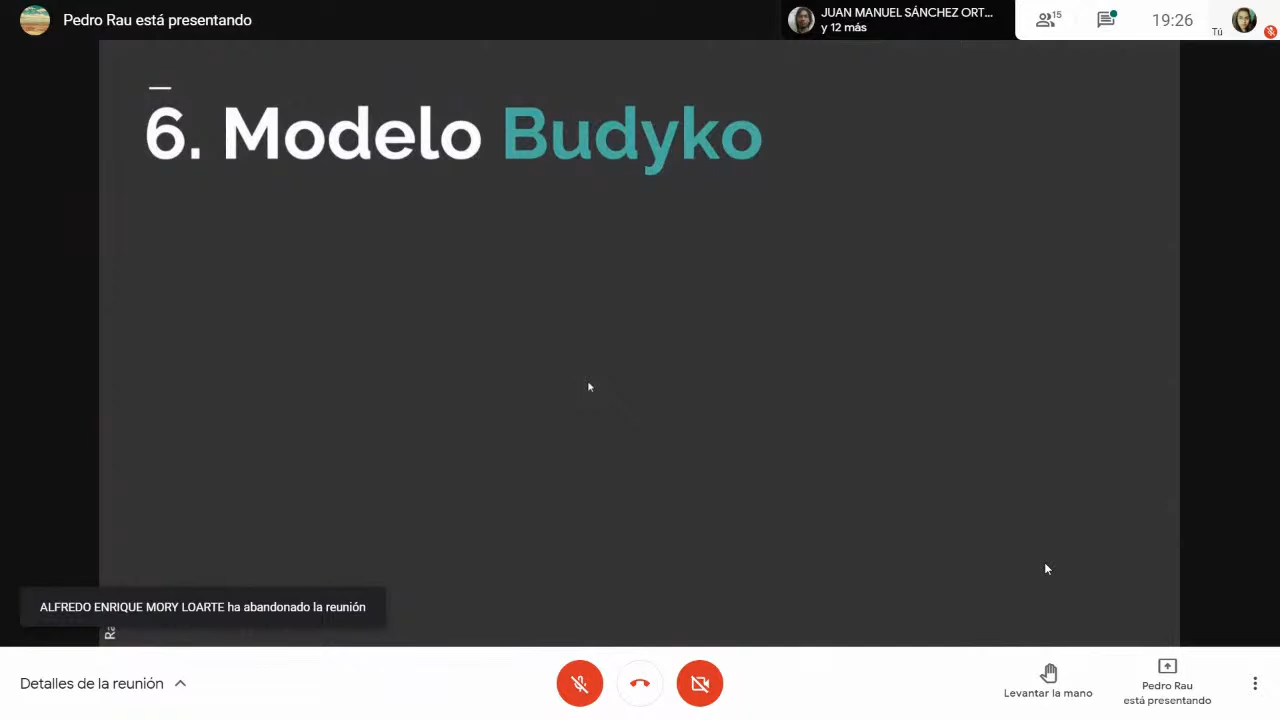 Pedro Rau está presentando
JUAN MANUEL SÁNCHEZ ORT...
y 12 más
15
19:26
Tú
6. Modelo Budyko
ALFREDO ENRIQUE MORY LOARTE ha abandonado la reunión
Detalles de la reunión
Levantar la mano
Pedro Rau
está presentando